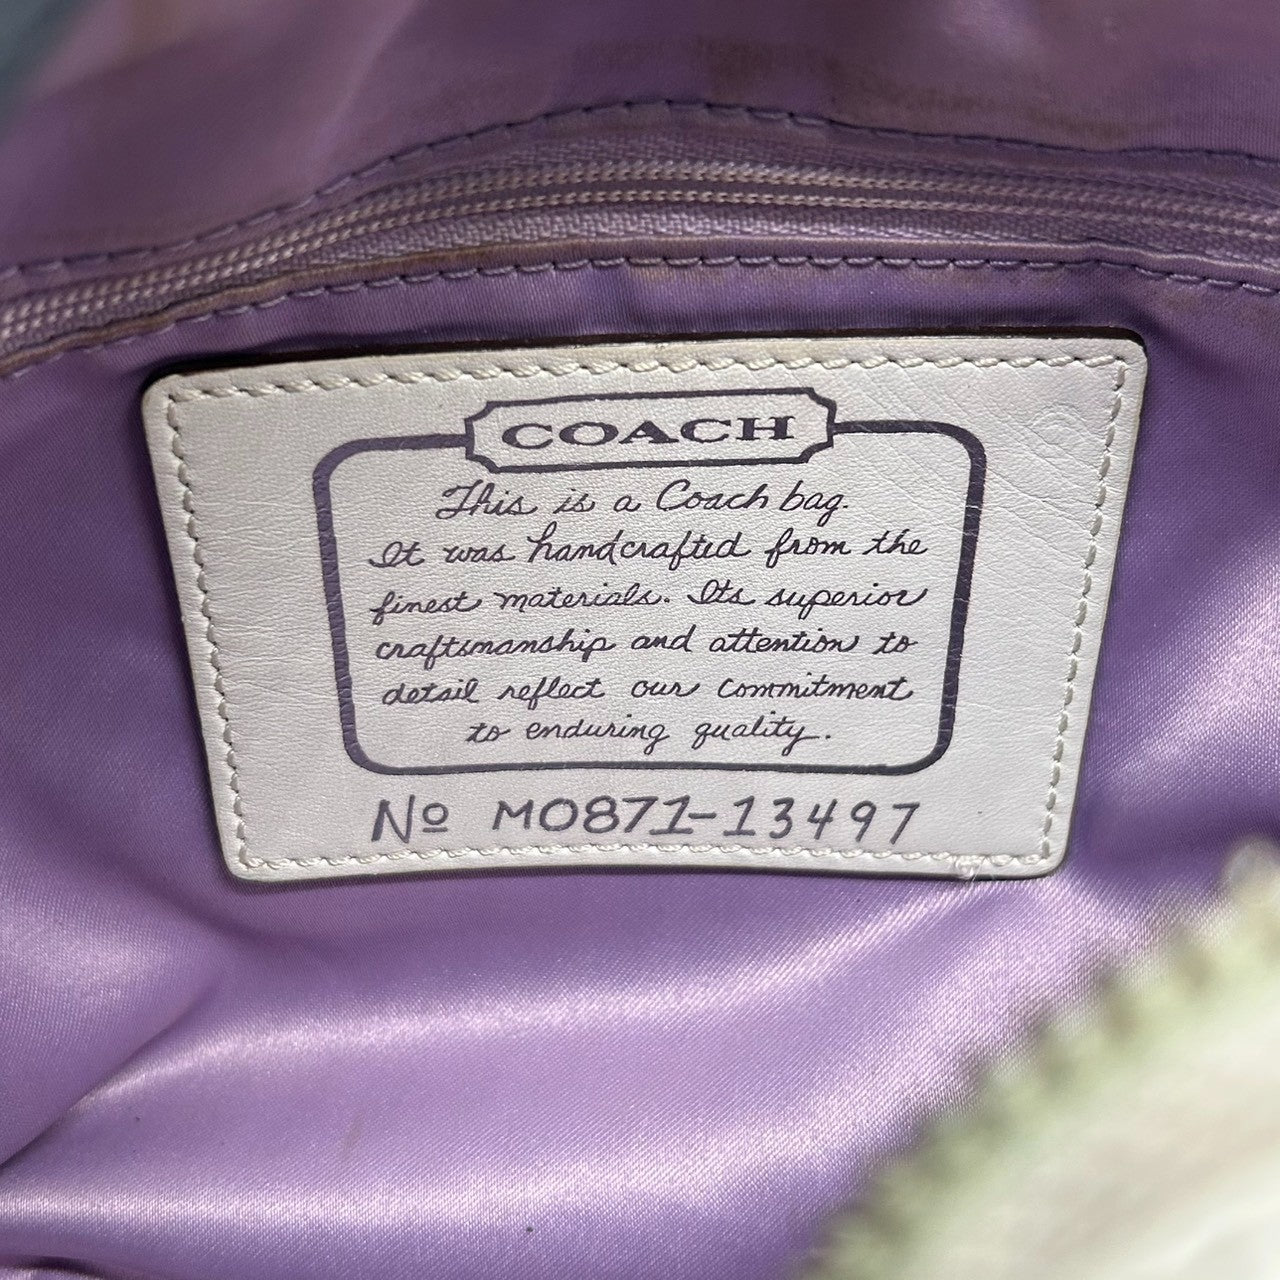 COACH
This is a Coach bag.
It was handcrafted from the
finest materials. Its superior
craftsmanship and attention to
detail reflect our commitment
to enduring quality.
No M0871-13497